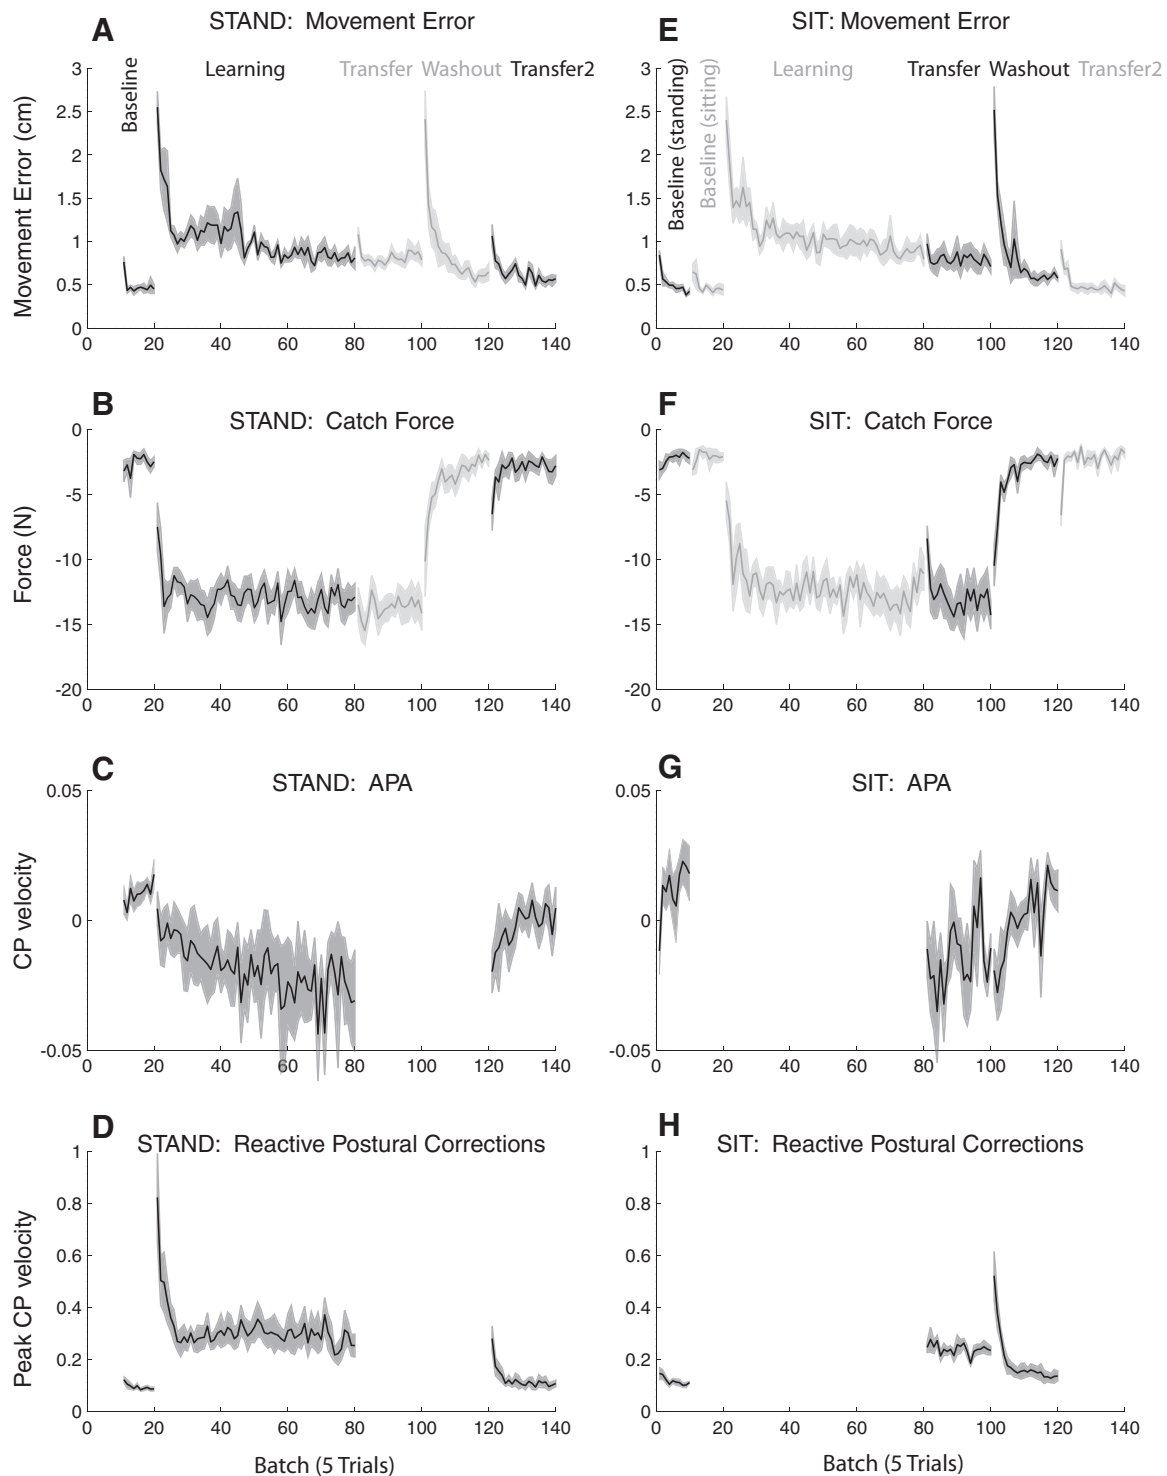 A
STAND: Movement Error
E
SIT: Movement Error
Movement Error (cm)
3
2.5
2
1.5
1
0.5
0
Baseline
Learning
Transfer
Washout
Transfer2
0 20 40 60 80 100 120 140
3
2.5
2
1.5
1
0.5
0
Baseline (standing)
Baseline (sitting)
Learning
Transfer
Washout
Transfer2
0 20 40 60 80 100 120 140
B
STAND: Catch Force
F
SIT: Catch Force
Force (N)
0
-5
-10
-15
-20
0 20 40 60 80 100 120 140
0
-5
-10
-15
-20
0 20 40 60 80 100 120 140
C
STAND: APA
G
SIT: APA
CP velocity
0.05
0
-0.05
0 20 40 60 80 100 120 140
0.05
0
-0.05
0 20 40 60 80 100 120 140
D
STAND: Reactive Postural Corrections
H
SIT: Reactive Postural Corrections
Peak CP velocity
1
0.8
0.6
0.4
0.2
0
0 20 40 60 80 100 120 140
Batch (5 Trials)
1
0.8
0.6
0.4
0.2
0
0 20 40 60 80 100 120 140
Batch (5 Trials)